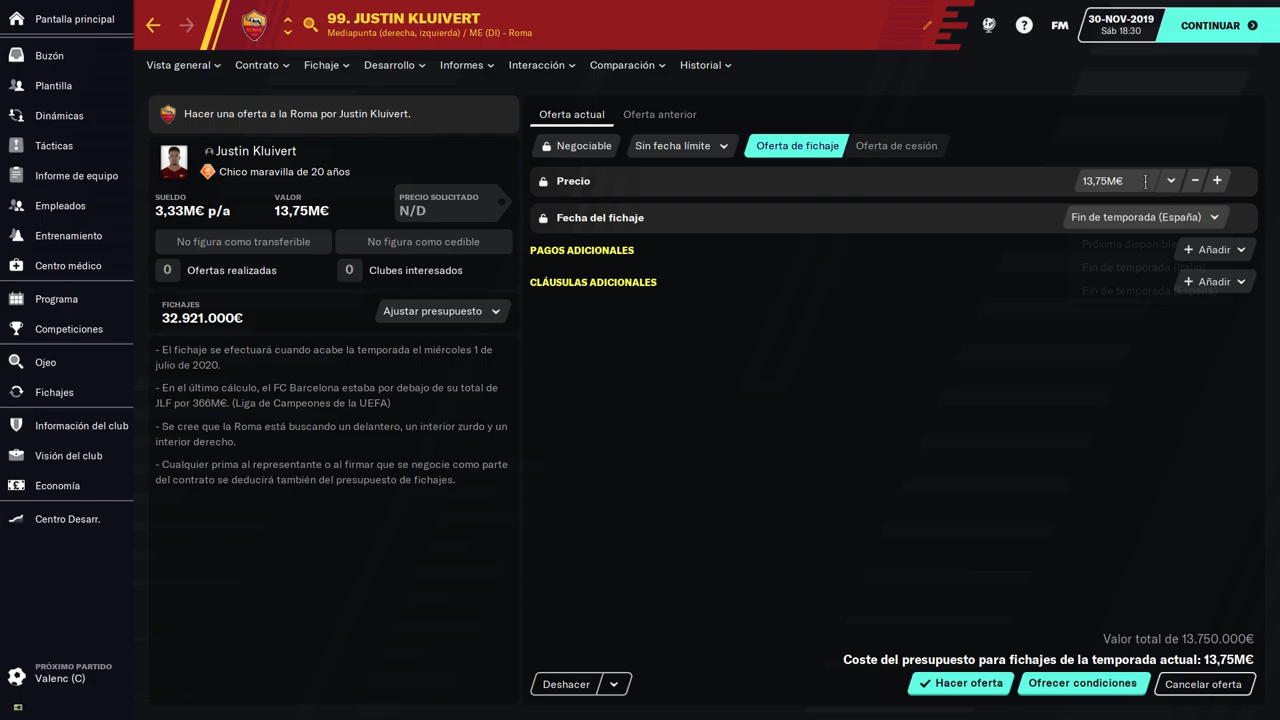 Pantalla principal
Buzón
Plantilla
Dinámicas
Tácticas
Informe de equipo
Empleados
Entrenamiento
Centro médico
Programa
Competiciones
Ojeo
Fichajes
Información del club
Visión del club
Economía
Centro Desarr.
PRÓXIMO PARTIDO
Valenc (C)
99. JUSTIN KLUIVERT
Mediapunta (derecha, izquierda) / ME (DI) - Roma
?
FM
30-NOV-2019
Sáb 18:30
CONTINUAR
Vista general
Contrato
Fichaje
Desarrollo
Informes
Interacción
Comparación
Historial
Hacer una oferta a la Roma por Justin Kluivert.
Justin Kluivert
Chico maravilla de 20 años
SUELDO
3,33M€ p/a
VALOR
13,75M€
PRECIO SOLICITADO
N/D
No figura como transferible
No figura como cedible
0 Ofertas realizadas
0 Clubes interesados
FICHAJES
32.921.000€
Ajustar presupuesto
- El fichaje se efectuará cuando acabe la temporada el miércoles 1 de
julio de 2020.
- En el último cálculo, el FC Barcelona estaba por debajo de su total de
JLF por 366M€. (Liga de Campeones de la UEFA)
- Se cree que la Roma está buscando un delantero, un interior zurdo y un
interior derecho.
- Cualquier prima al representante o al firmar que se negocie como parte
del contrato se deducirá también del presupuesto de fichajes.
Oferta actual
Oferta anterior
Negociable
Sin fecha límite
Oferta de fichaje
Oferta de cesión
Precio
13,75M€
- +
Fecha del fichaje
Fin de temporada (España)
Próxima disponible
Fin de temporada (Italia)
Fin de temporada (España)
PAGOS ADICIONALES
+ Añadir
CLÁUSULAS ADICIONALES
+ Añadir
Valor total de 13.750.000€
Coste del presupuesto para fichajes de la temporada actual: 13,75M€
Deshacer
Hacer oferta
Ofrecer condiciones
Cancelar oferta